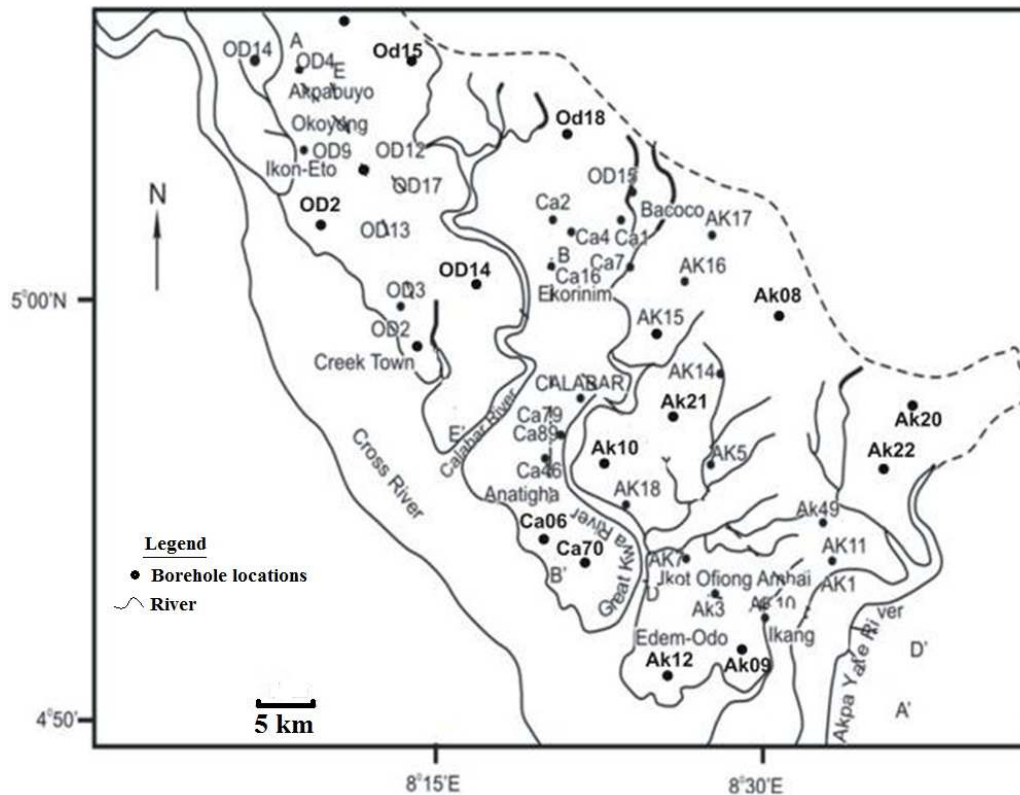 A
OD14
OD4
E
Od15
Akpabuyo
Okoyong
Od18
OD9
OD12
Ikon-Eto
OD17
OD15
N
OD2
OD13
Ca2
Bacoco
AK17
Ca4
Ca1
B
Ca7
OD14
Ca16
AK16
Ekorinim
5°00'N
OD3
Ak08
OD2
AK15
Creek Town
AK14
CALABAR
Ca79
Ak21
Ak20
E'
Ca89
Calabar River
Ak10
AK5
Ak22
Ca46
Cross River
Anatigha
AK18
Ak49
Ca06
Great Kwa River
Legend
Ca70
AK7
AK11
Borehole locations
B'
Jkot Ofiong Amhai
AK1
River
Ak3
Ikang
Edem-Odo
Akpa Yafe River
D'
Ak12
Ak09
A'
5 km
4°50'
8°15'
8°30'E